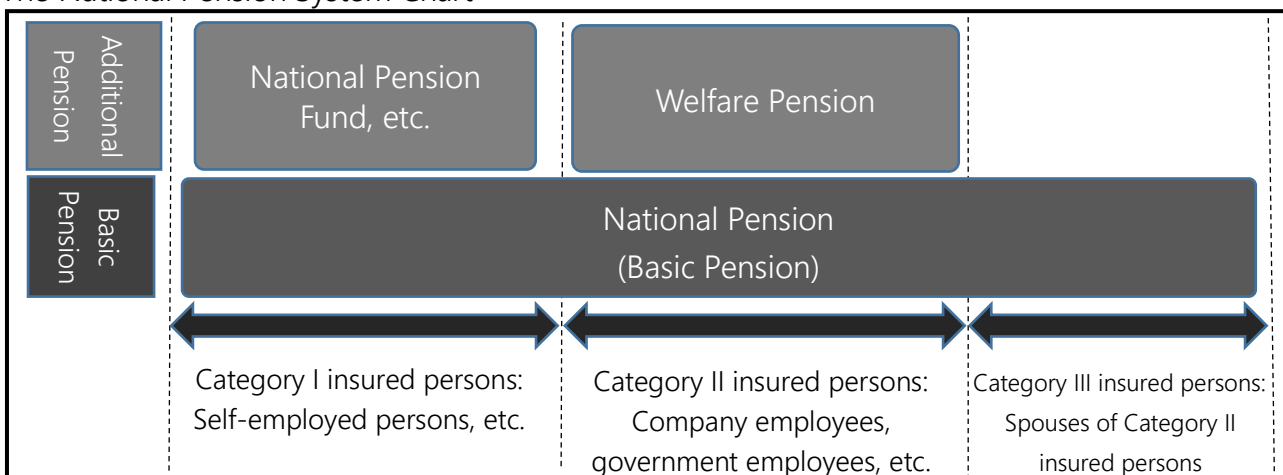 The National Pension System Chart
Additional
Pension
National Pension
Fund, etc.
Welfare Pension
Basic
Pension
National Pension
(Basic Pension)
Category I insured persons:
Self-employed persons, etc.
Category II insured persons:
Company employees,
government employees, etc.
Category III insured persons:
Spouses of Category II
insured persons